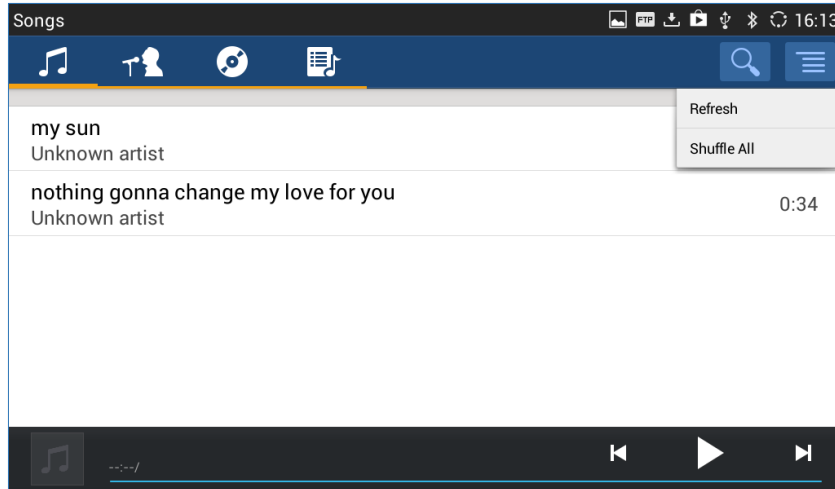 Songs
FTP
16:13
Refresh
Shuffle All
my sun
Unknown artist
nothing gonna change my love for you
Unknown artist
0:34
--:--/